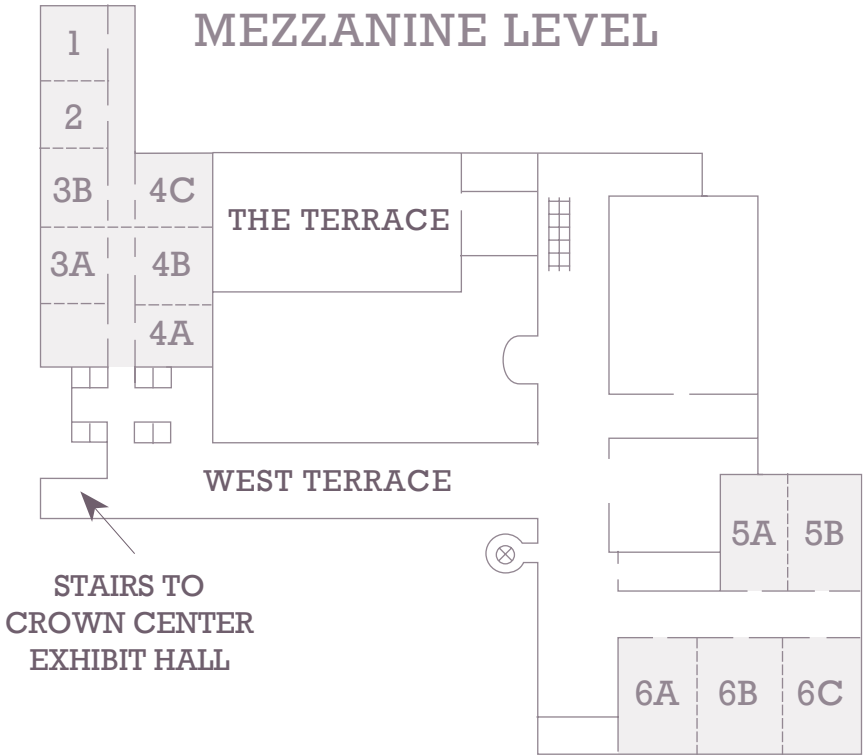 MEZZANINE LEVEL
1
2
3B
4C
THE TERRACE
3A
4B
4A
WEST TERRACE
5A
5B
STAIRS TO
CROWN CENTER
EXHIBIT HALL
6A
6B
6C